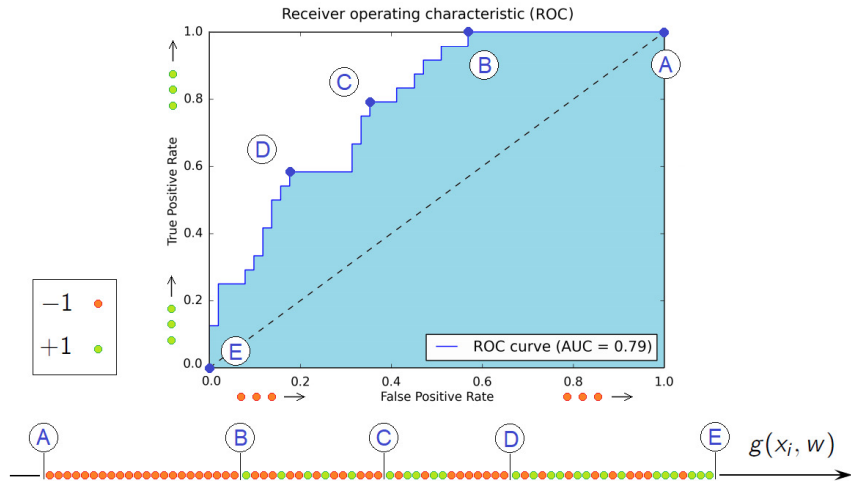 Receiver operating characteristic (ROC)
1.0
0.8
0.6
0.4
0.2
0.0
True Positive Rate
A
B
C
D
E
ROC curve (AUC = 0.79)
0.0 0.2 0.4 0.6 0.8 1.0
False Positive Rate
−1
+1
A B C D E
g(xᵢ, w)